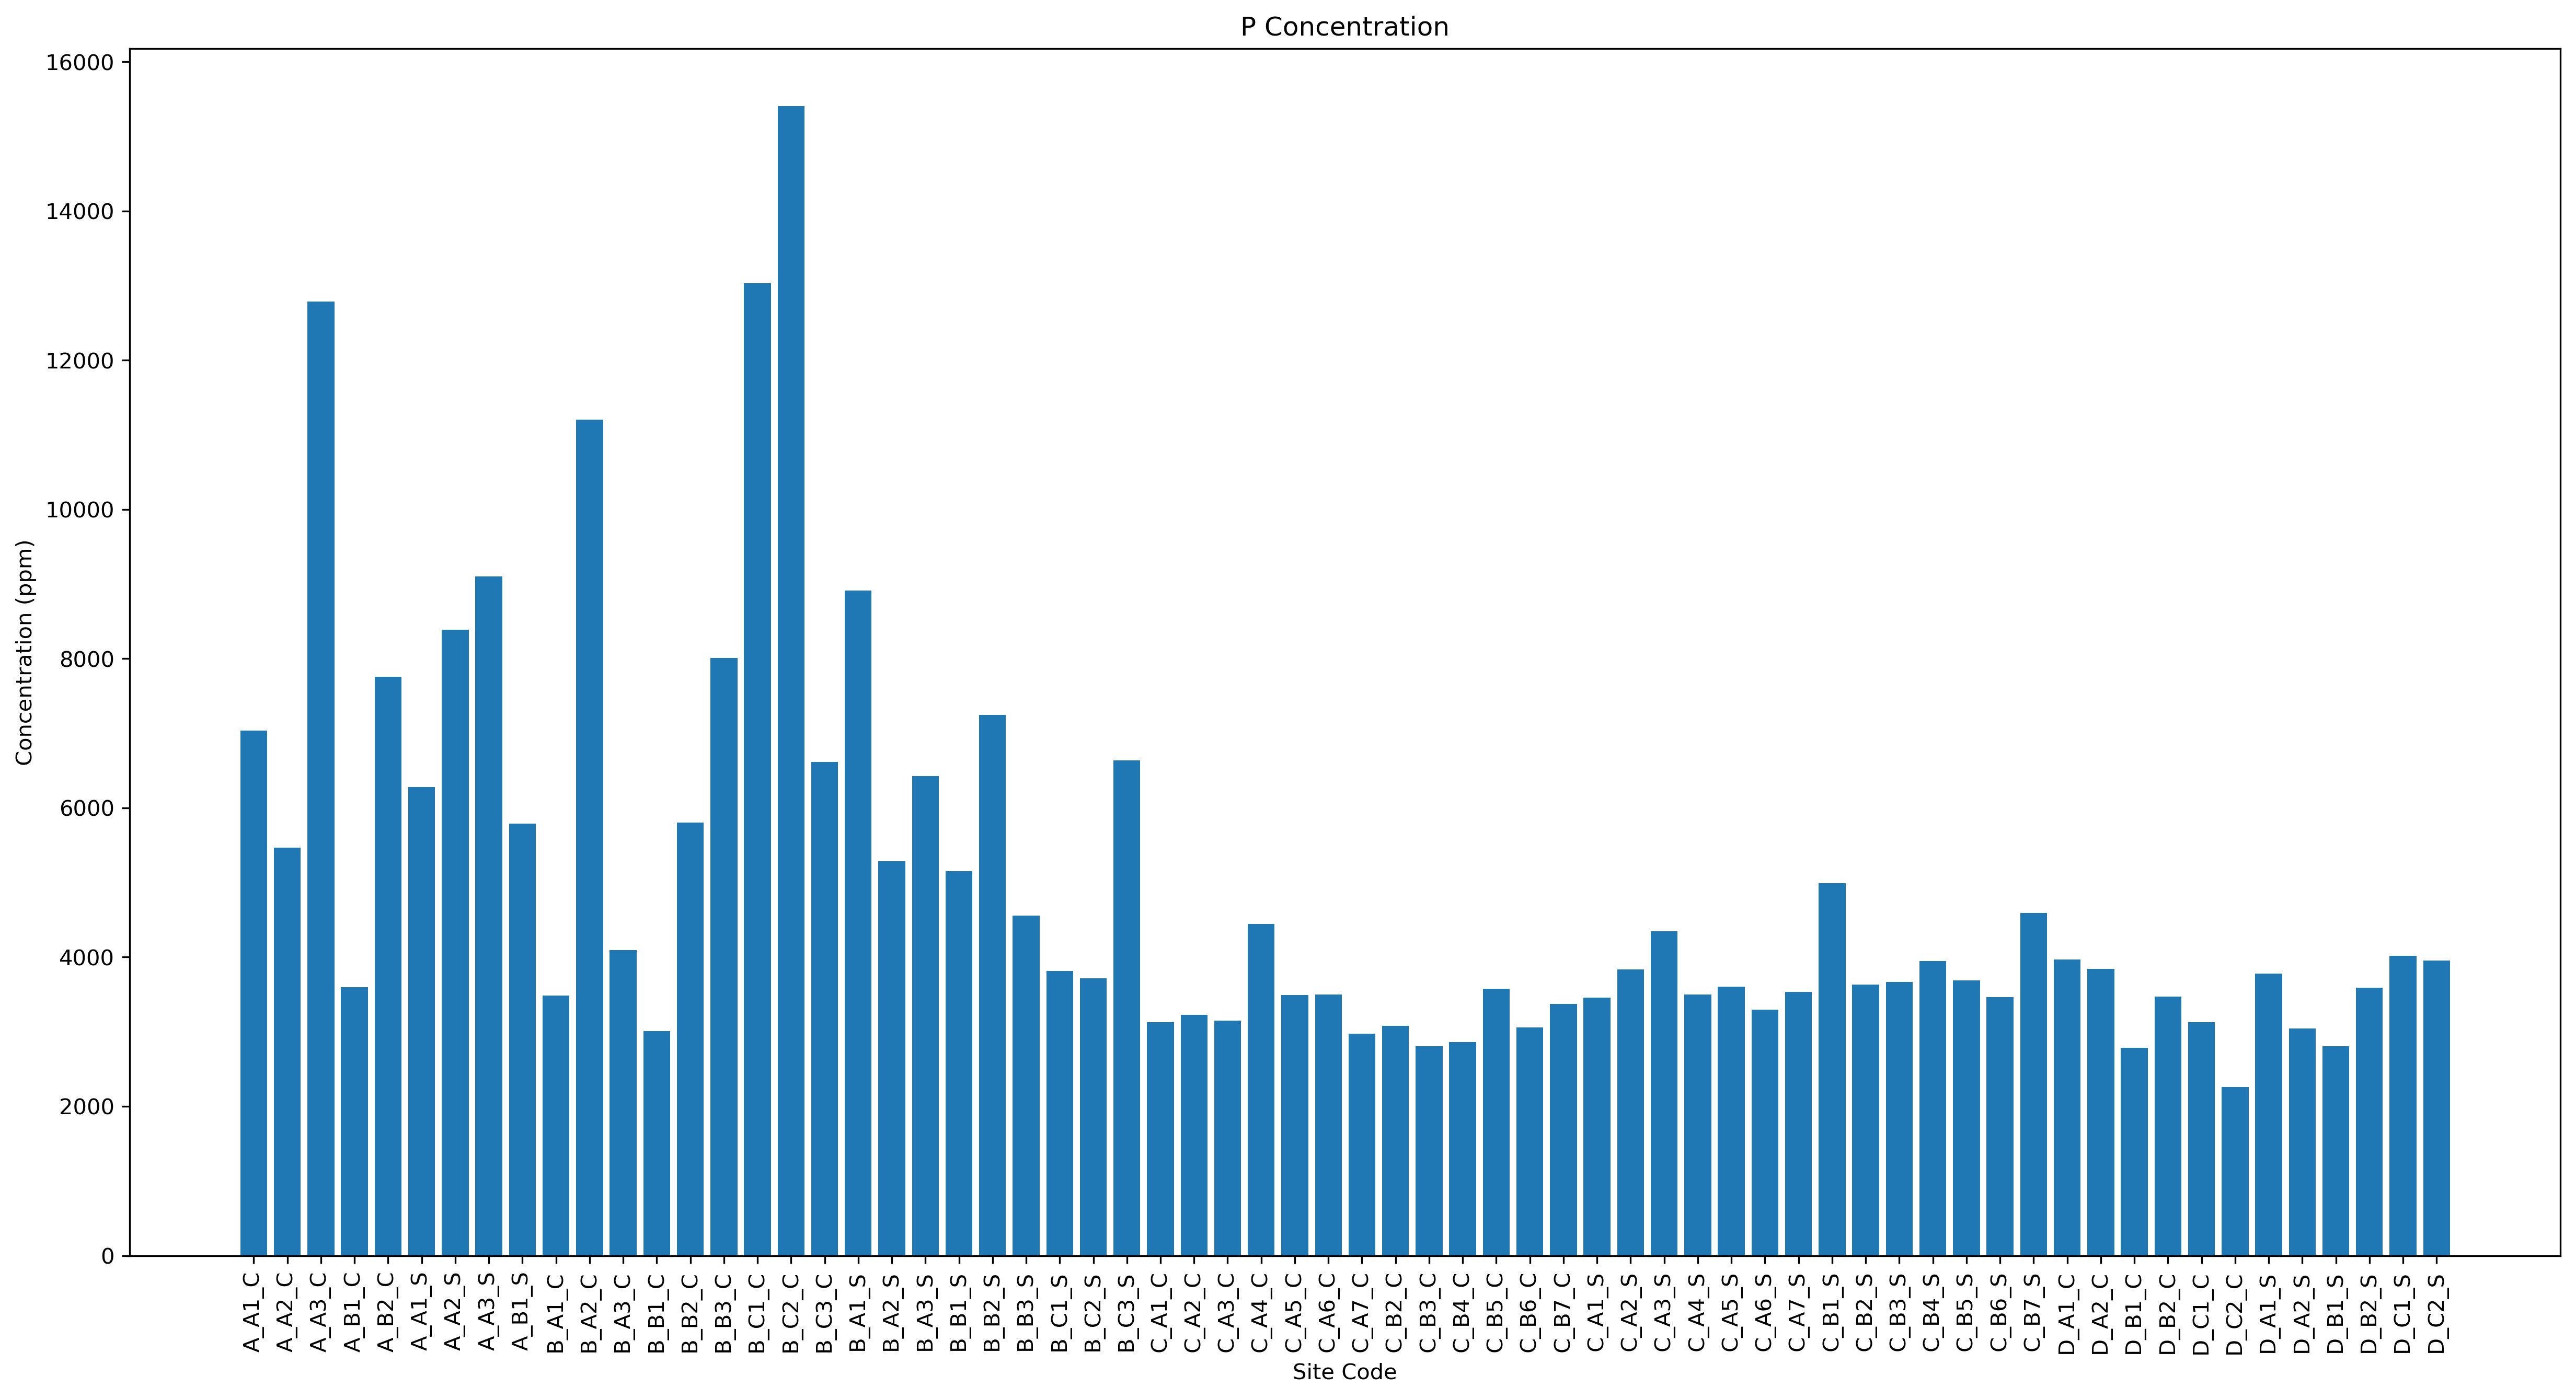 P Concentration
Concentration (ppm)
16000
14000
12000
10000
8000
6000
4000
2000
0
A_A1_C
A_A2_C
A_A3_C
A_B1_C
A_B2_C
A_A1_S
A_A2_S
A_A3_S
A_B1_S
B_A1_C
B_A2_C
B_A3_C
B_B1_C
B_B2_C
B_B3_C
B_C1_C
B_C2_C
B_C3_C
B_A1_S
B_A2_S
B_A3_S
B_B1_S
B_B2_S
B_B3_S
B_C1_S
B_C2_S
B_C3_S
C_A1_C
C_A2_C
C_A3_C
C_A4_C
C_A5_C
C_A6_C
C_A7_C
C_B2_C
C_B3_C
C_B4_C
C_B5_C
C_B6_C
C_B7_C
C_A1_S
C_A2_S
C_A3_S
C_A4_S
C_A5_S
C_A6_S
C_A7_S
C_B1_S
C_B2_S
C_B3_S
C_B4_S
C_B5_S
C_B6_S
C_B7_S
D_A1_C
D_A2_C
D_B1_C
D_B2_C
D_C1_C
D_C2_C
D_A1_S
D_A2_S
D_B1_S
D_B2_S
D_C1_S
D_C2_S
Site Code